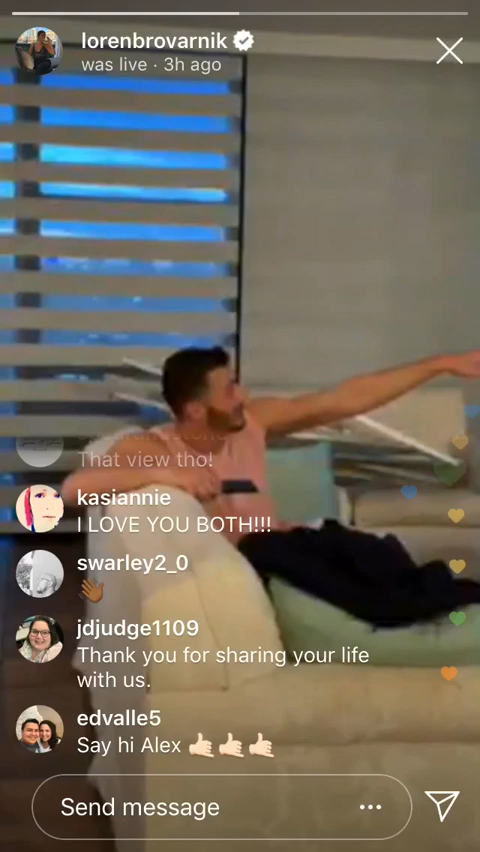 lorenbrovarnik
was live · 3h ago
That view tho!
kasiannie
I LOVE YOU BOTH!!!
swarley2_0
👋🏾
jdjudge1109
Thank you for sharing your life
with us.
edvalle5
Say hi Alex 🤙🏻🤙🏻🤙🏻
Send message